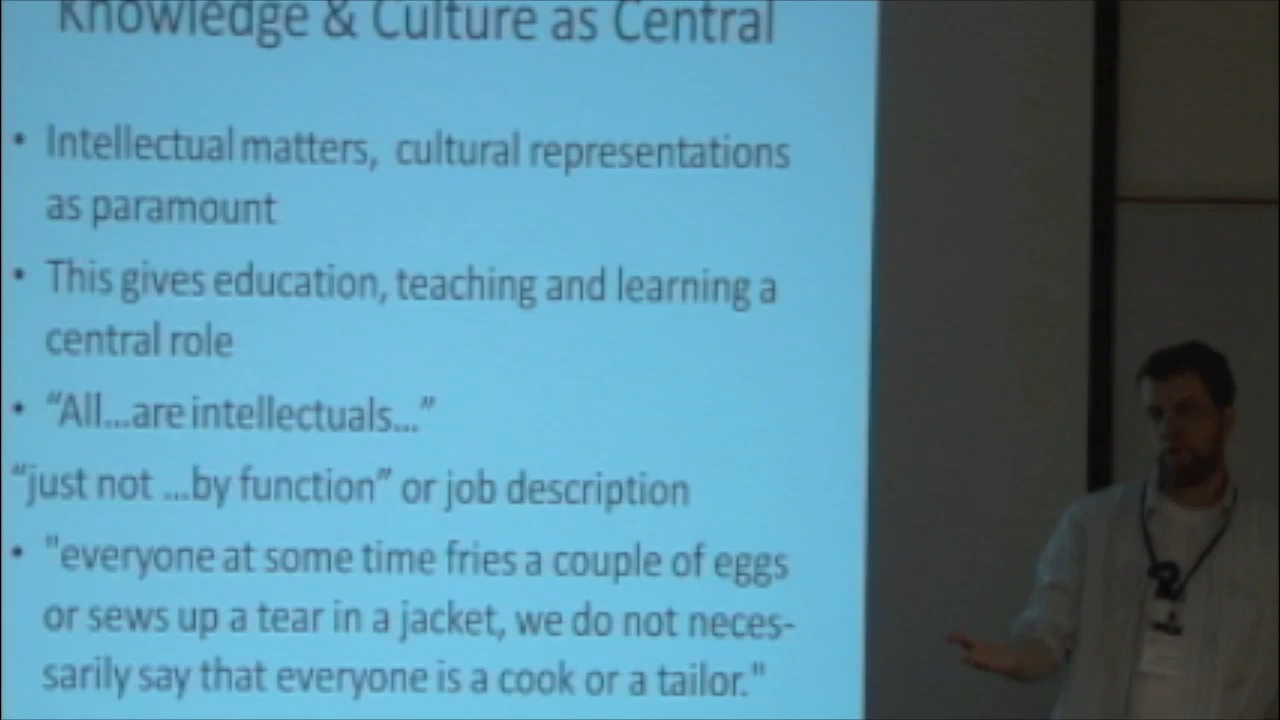 Knowledge & Culture as Central
• Intellectual matters, cultural representations
as paramount
• This gives education, teaching and learning a
central role
• “All...are intellectuals...”
“just not ...by function” or job description
• "everyone at some time fries a couple of eggs
or sews up a tear in a jacket, we do not neces-
sarily say that everyone is a cook or a tailor."